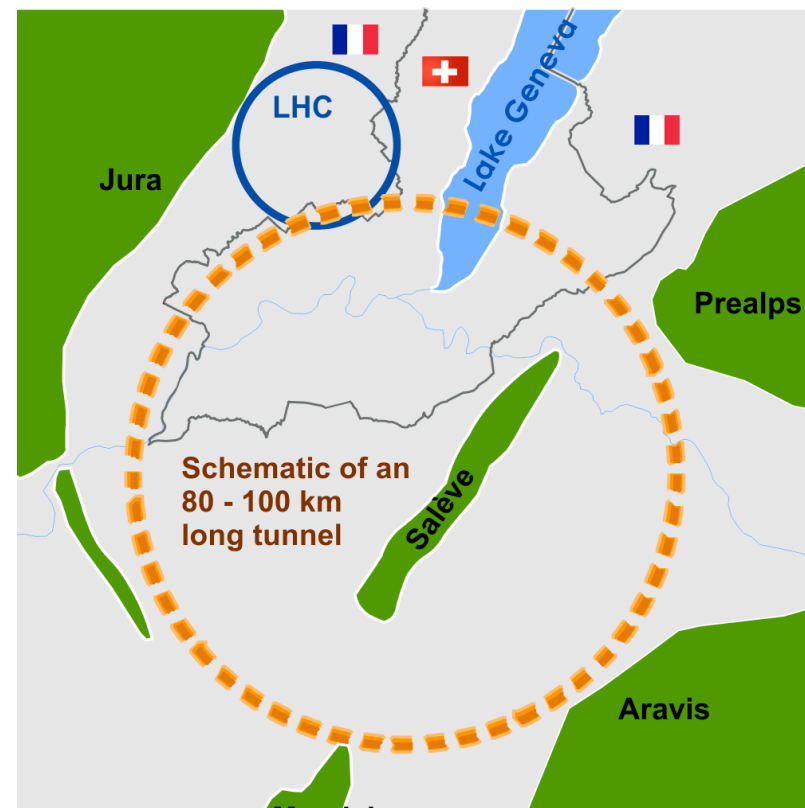 LHC
Lake Geneva
Jura
Prealps
Schematic of an
80 - 100 km
long tunnel
Salève
Aravis